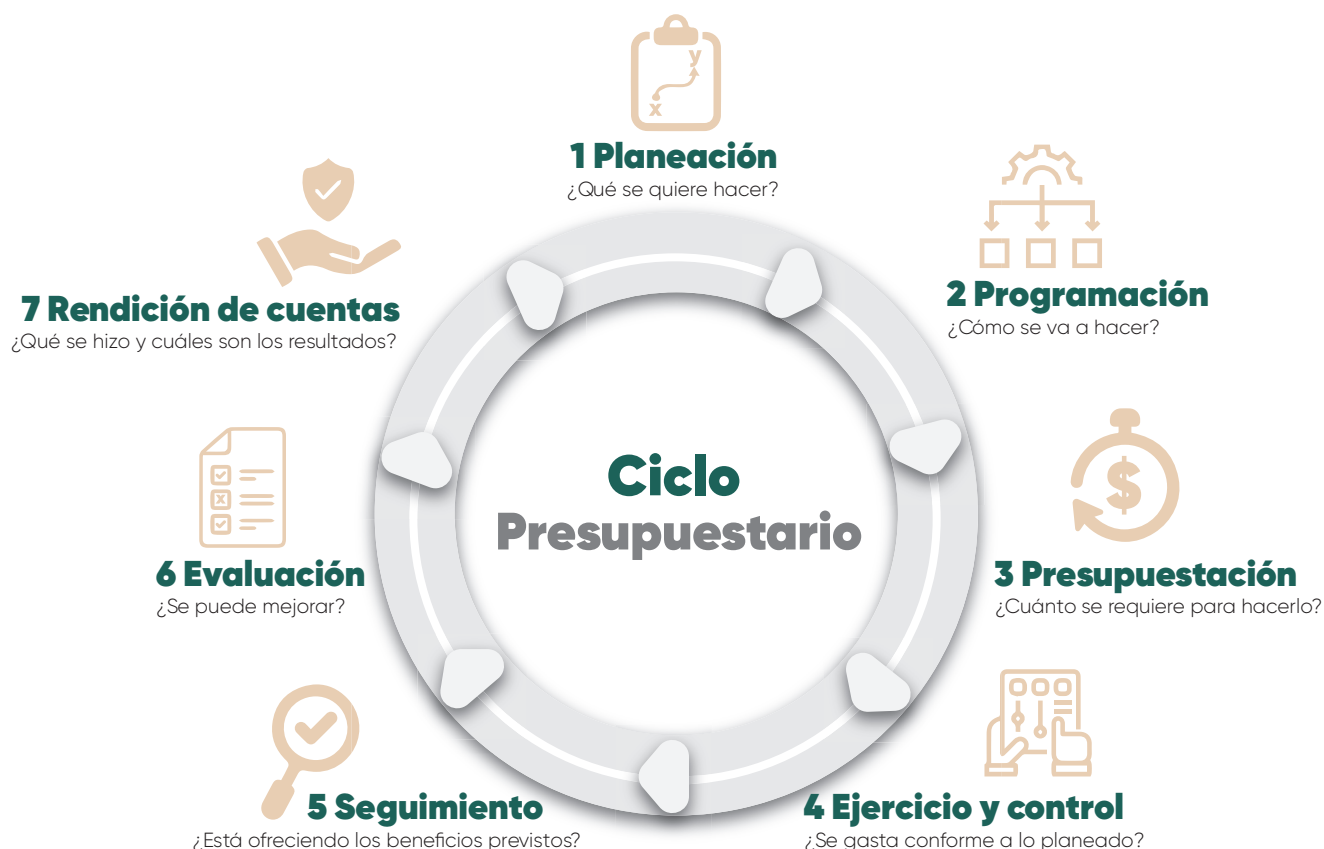 y
x
1 Planeación
¿Qué se quiere hacer?
2 Programación
¿Cómo se va a hacer?
$
3 Presupuestación
¿Cuánto se requiere para hacerlo?
4 Ejercicio y control
¿Se gasta conforme a lo planeado?
5 Seguimiento
¿Está ofreciendo los beneficios previstos?
6 Evaluación
¿Se puede mejorar?
7 Rendición de cuentas
¿Qué se hizo y cuáles son los resultados?
Ciclo
Presupuestario